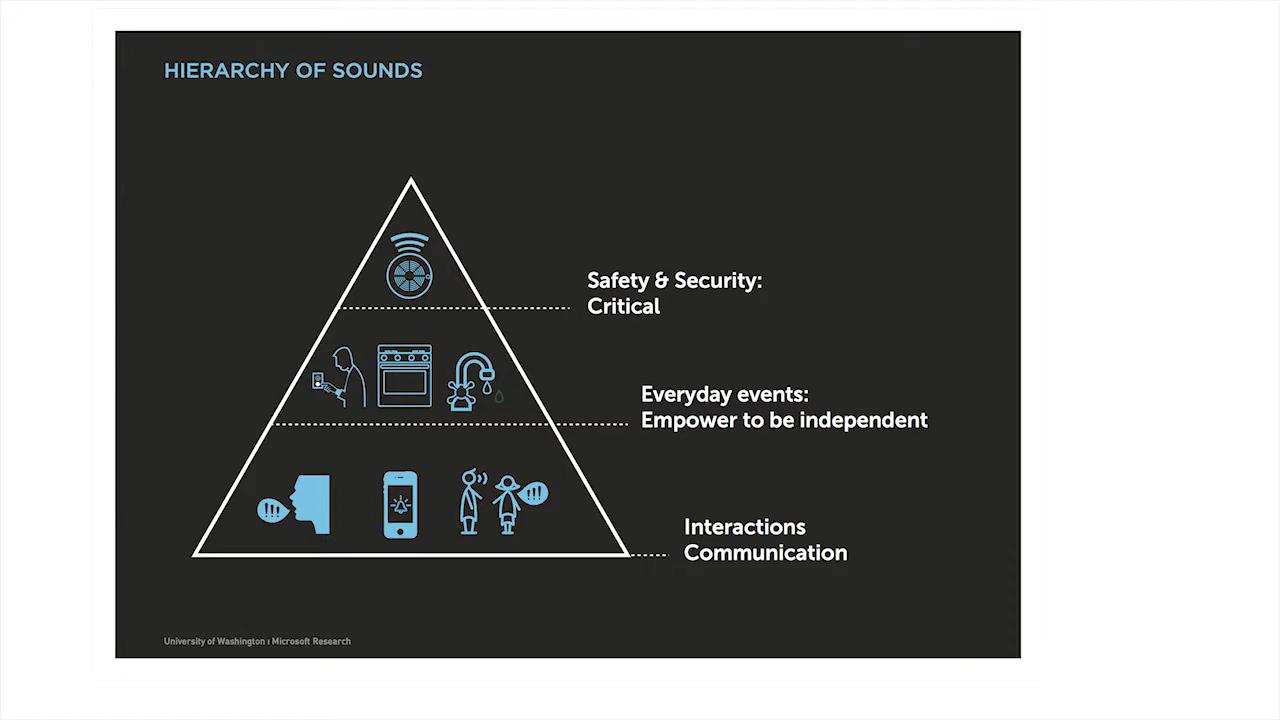 HIERARCHY OF SOUNDS
Safety & Security:
Critical
Everyday events:
Empower to be independent
Interactions
Communication
University of Washington | Microsoft Research